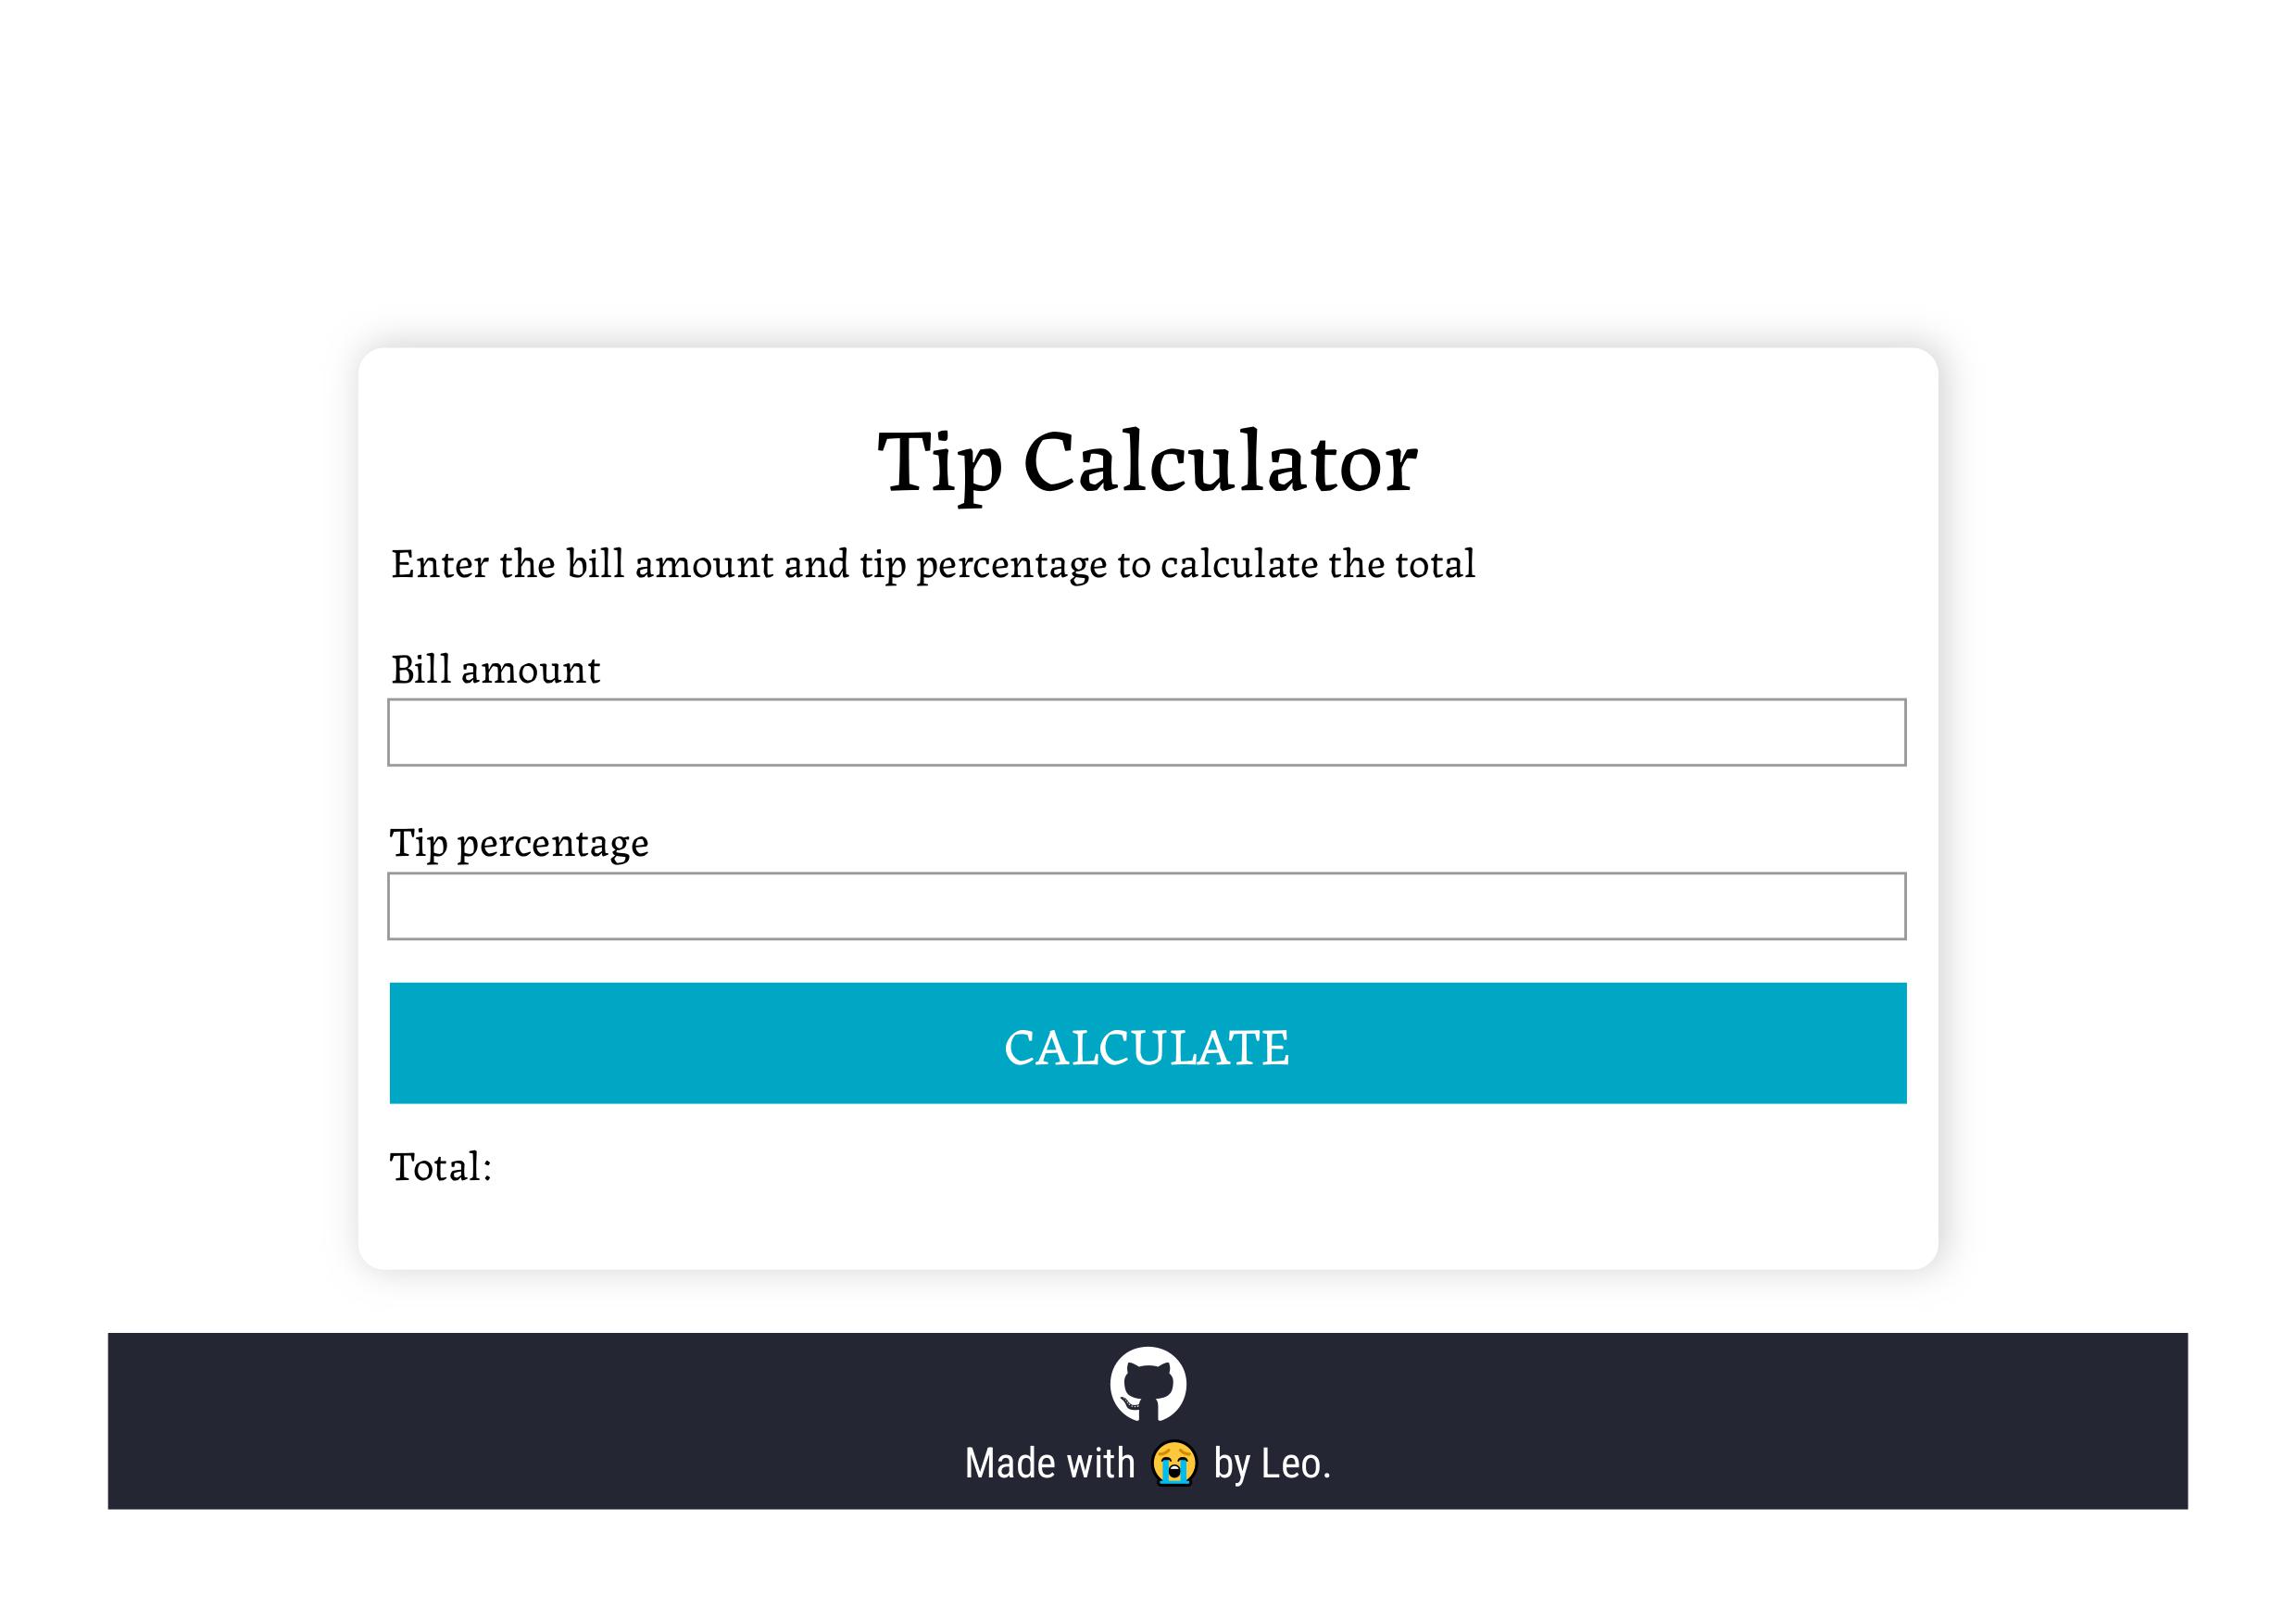 Tip Calculator
Enter the bill amount and tip percentage to calculate the total
Bill amount
Tip percentage
CALCULATE
Total:
Made with 😭 by Leo.